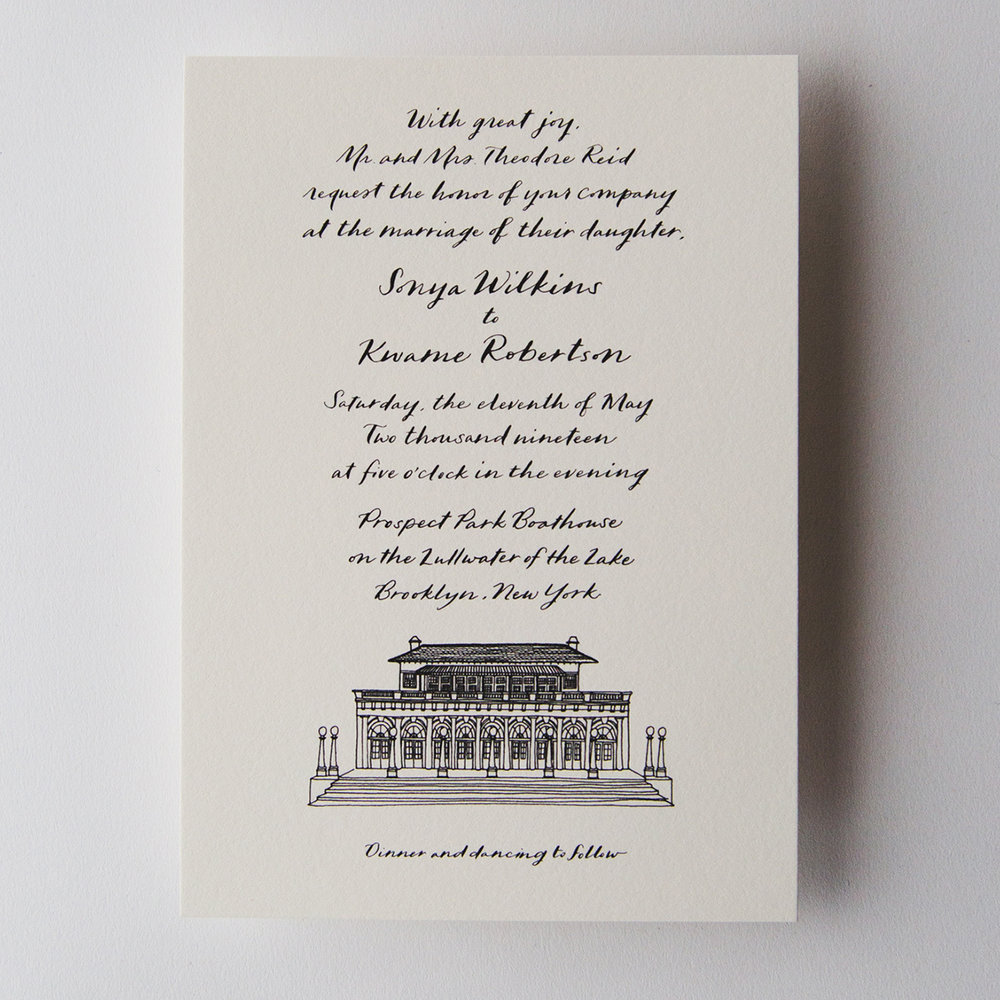 With great joy,
Mr. and Mrs. Theodore Reid
request the honor of your company
at the marriage of their daughter,
Sonya Wilkins
to
Kwame Robertson
Saturday, the eleventh of May
Two thousand nineteen
at five o'clock in the evening
Prospect Park Boathouse
on the Lullwater of the Lake
Brooklyn, New York
Dinner and dancing to follow